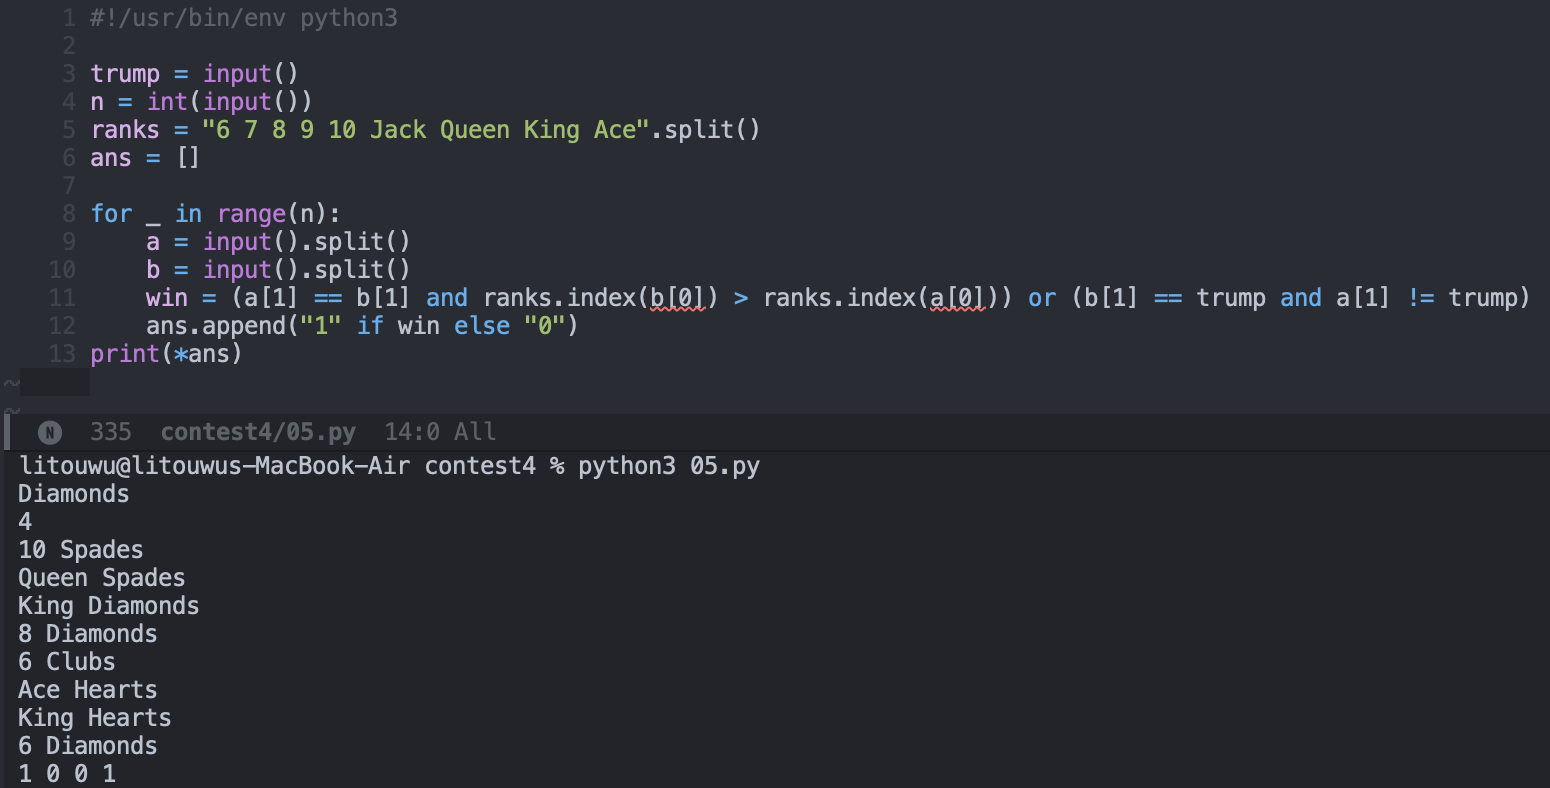 1 #!/usr/bin/env python3
2
3 trump = input()
4 n = int(input())
5 ranks = "6 7 8 9 10 Jack Queen King Ace".split()
6 ans = []
7
8 for _ in range(n):
9     a = input().split()
10     b = input().split()
11     win = (a[1] == b[1] and ranks.index(b[0]) > ranks.index(a[0])) or (b[1] == trump and a[1] != trump)
12     ans.append("1" if win else "0")
13 print(*ans)
~
~
N 335 contest4/05.py 14:0 All
litouwu@litouwus-MacBook-Air contest4 % python3 05.py
Diamonds
4
10 Spades
Queen Spades
King Diamonds
8 Diamonds
6 Clubs
Ace Hearts
King Hearts
6 Diamonds
1 0 0 1